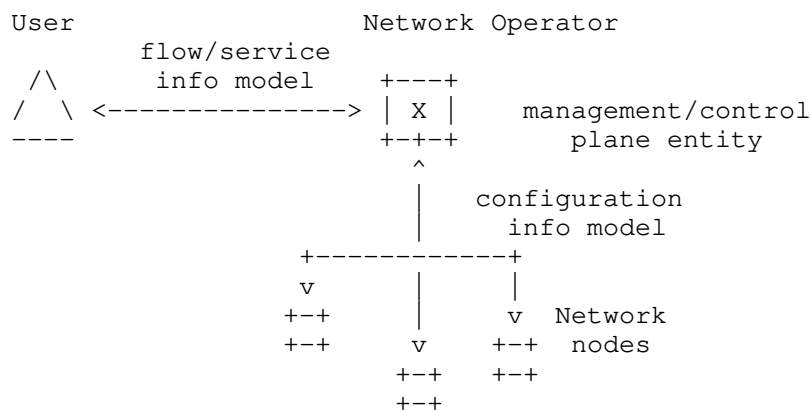 User                    Network Operator
         flow/service
  /\      info model     +---+
 /  \ <---------------> | X |    management/control
 ----                    +-+-+       plane entity
                           ^
                           |   configuration
                           |     info model
                    +------------+
                    v      |     |
                   +-+     |     v  Network
                   +-+     v    +-+  nodes
                          +-+   +-+
                          +-+